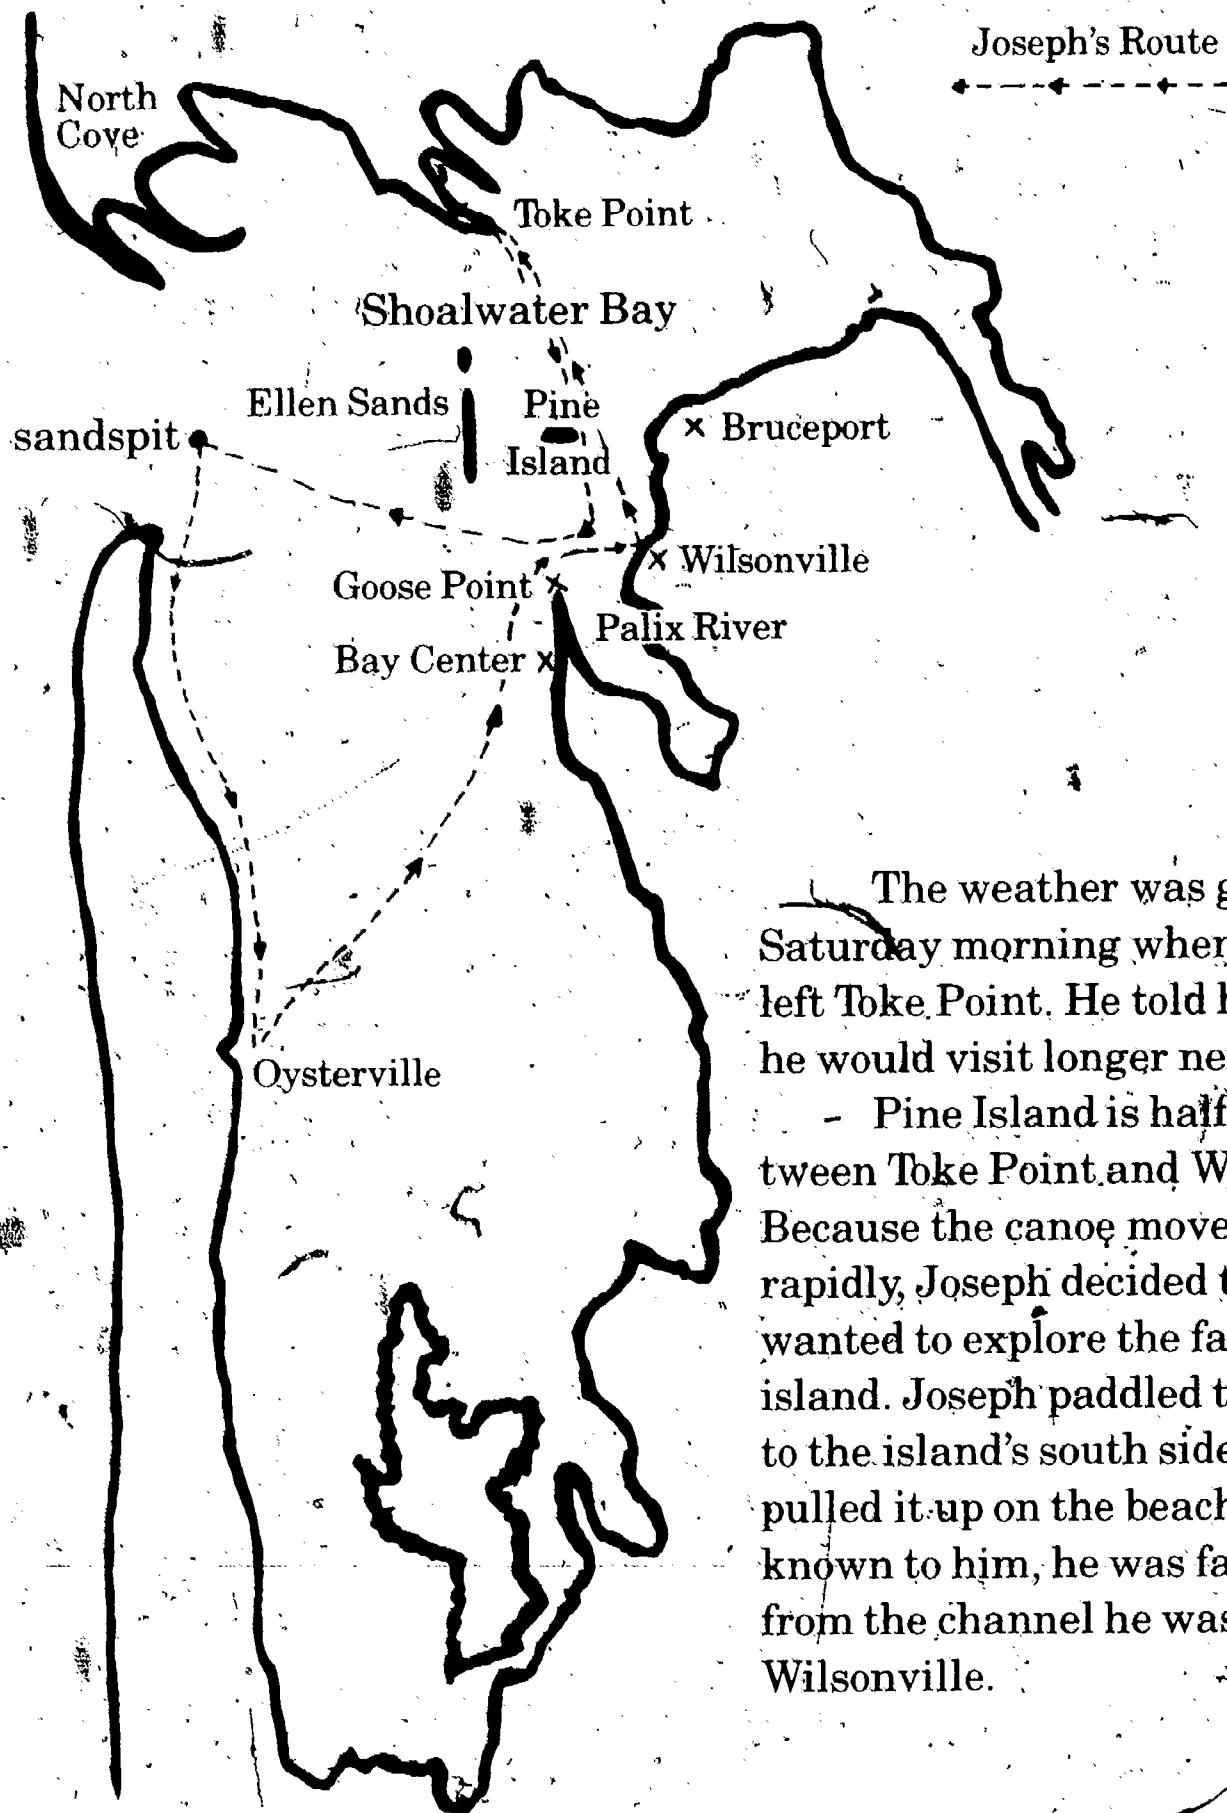 Joseph's Route
North
Cove
Toke Point
Shoalwater Bay
Ellen Sands
Pine
Island
sandspit
x Bruceport
x Wilsonville
Goose Point x
Palix River
Bay Center x
Oysterville
The weather was g
Saturday morning when
left Toke Point. He told h
he would visit longer ne
- Pine Island is half
tween Toke Point and W
Because the canoe move
rapidly, Joseph decided t
wanted to explore the fa
island. Joseph paddled t
to the island's south side
pulled it up on the beach
known to him, he was fa
from the channel he was
Wilsonville.